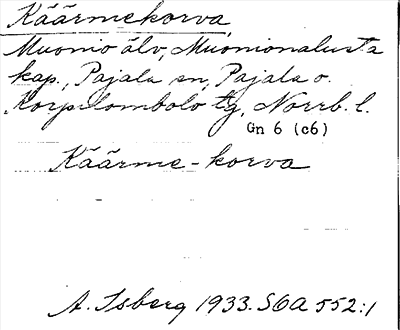 Käärmekorva,
Muonio älv, Muonionalusta
kap., Pajala sn, Pajala o.
Korpilombolo tg, Norrb. l.
Gn 6 (c6)
Käärme-korva
A. Isberg 1933. SOA 552:1